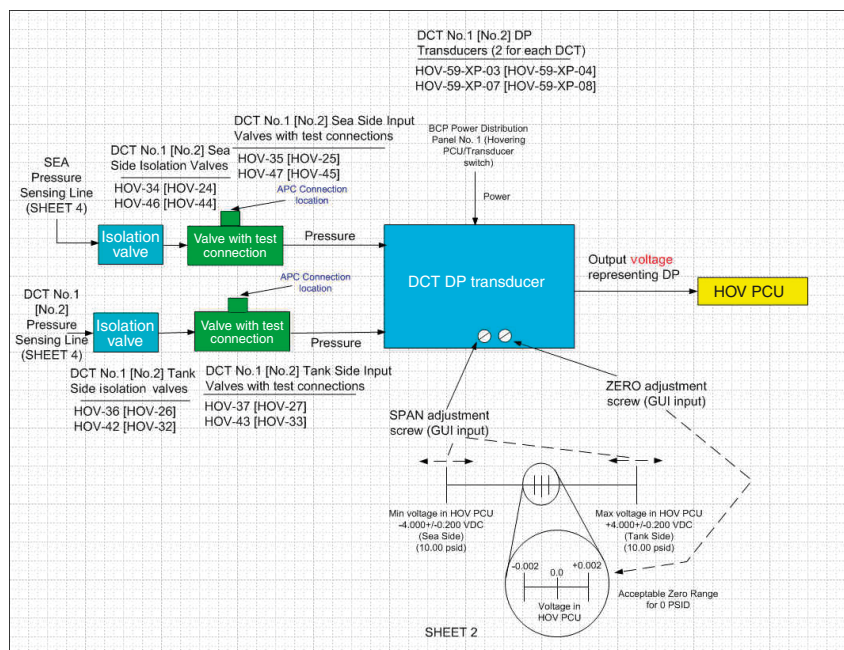 DCT No.1 [No.2] DP
Transducers (2 for each DCT)
HOV-59-XP-03 [HOV-59-XP-04]
HOV-59-XP-07 [HOV-59-XP-08]
DCT No.1 [No.2] Sea Side Input
Valves with test connections
HOV-35 [HOV-25]
HOV-47 [HOV-45]
DCT No.1 [No.2] Sea
Side Isolation Valves
HOV-34 [HOV-24]
HOV-46 [HOV-44]
BCP Power Distribution
Panel No. 1 (Hovering
PCU/Transducer
switch)
Power
SEA
Pressure
Sensing Line
(SHEET 4)
APC Connection
location
Isolation
valve
Valve with test
connection
Pressure
DCT DP transducer
Output voltage
representing DP
HOV PCU
DCT No.1
[No.2]
Pressure
Sensing Line
(SHEET 4)
APC Connection
location
Isolation
valve
Valve with test
connection
Pressure
DCT No.1 [No.2] Tank
Side isolation valves
HOV-36 [HOV-26]
HOV-42 [HOV-32]
DCT No.1 [No.2] Tank Side Input
Valves with test connections
HOV-37 [HOV-27]
HOV-43 [HOV-33]
SPAN adjustment
screw (GUI input)
ZERO adjustment
screw (GUI input)
Min voltage in HOV PCU
-4.000+/-0.200 VDC
(Sea Side)
(10.00 psid)
Max voltage in HOV PCU
+4.000+/-0.200 VDC
(Tank Side)
(10.00 psid)
-0.002
0.0
+0.002
Voltage in
HOV PCU
Acceptable Zero Range
for 0 PSID
SHEET 2